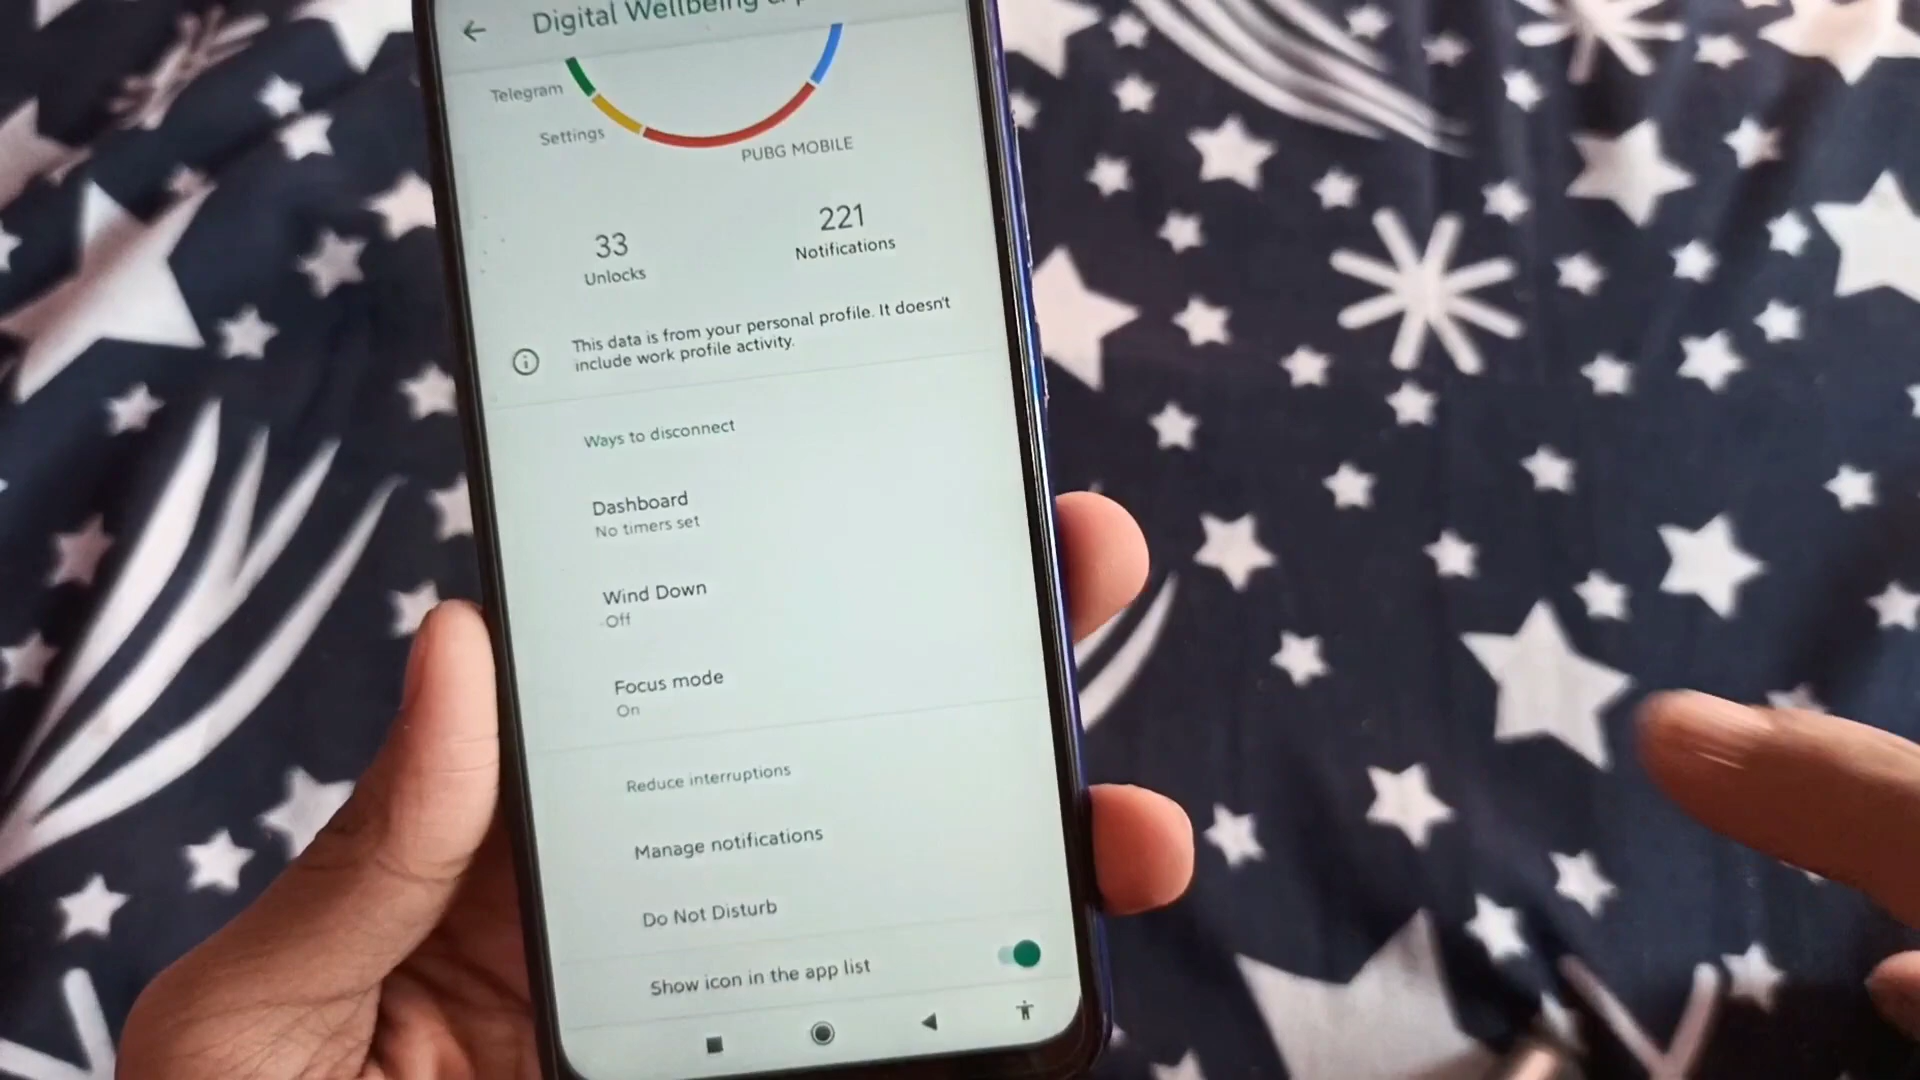 Digital Wellbeing &
Telegram
Settings
PUBG MOBILE
33
Unlocks
221
Notifications
This data is from your personal profile. It doesn't
include work profile activity.
Ways to disconnect
Dashboard
No timers set
Wind Down
Off
Focus mode
On
Reduce interruptions
Manage notifications
Do Not Disturb
Show icon in the app list